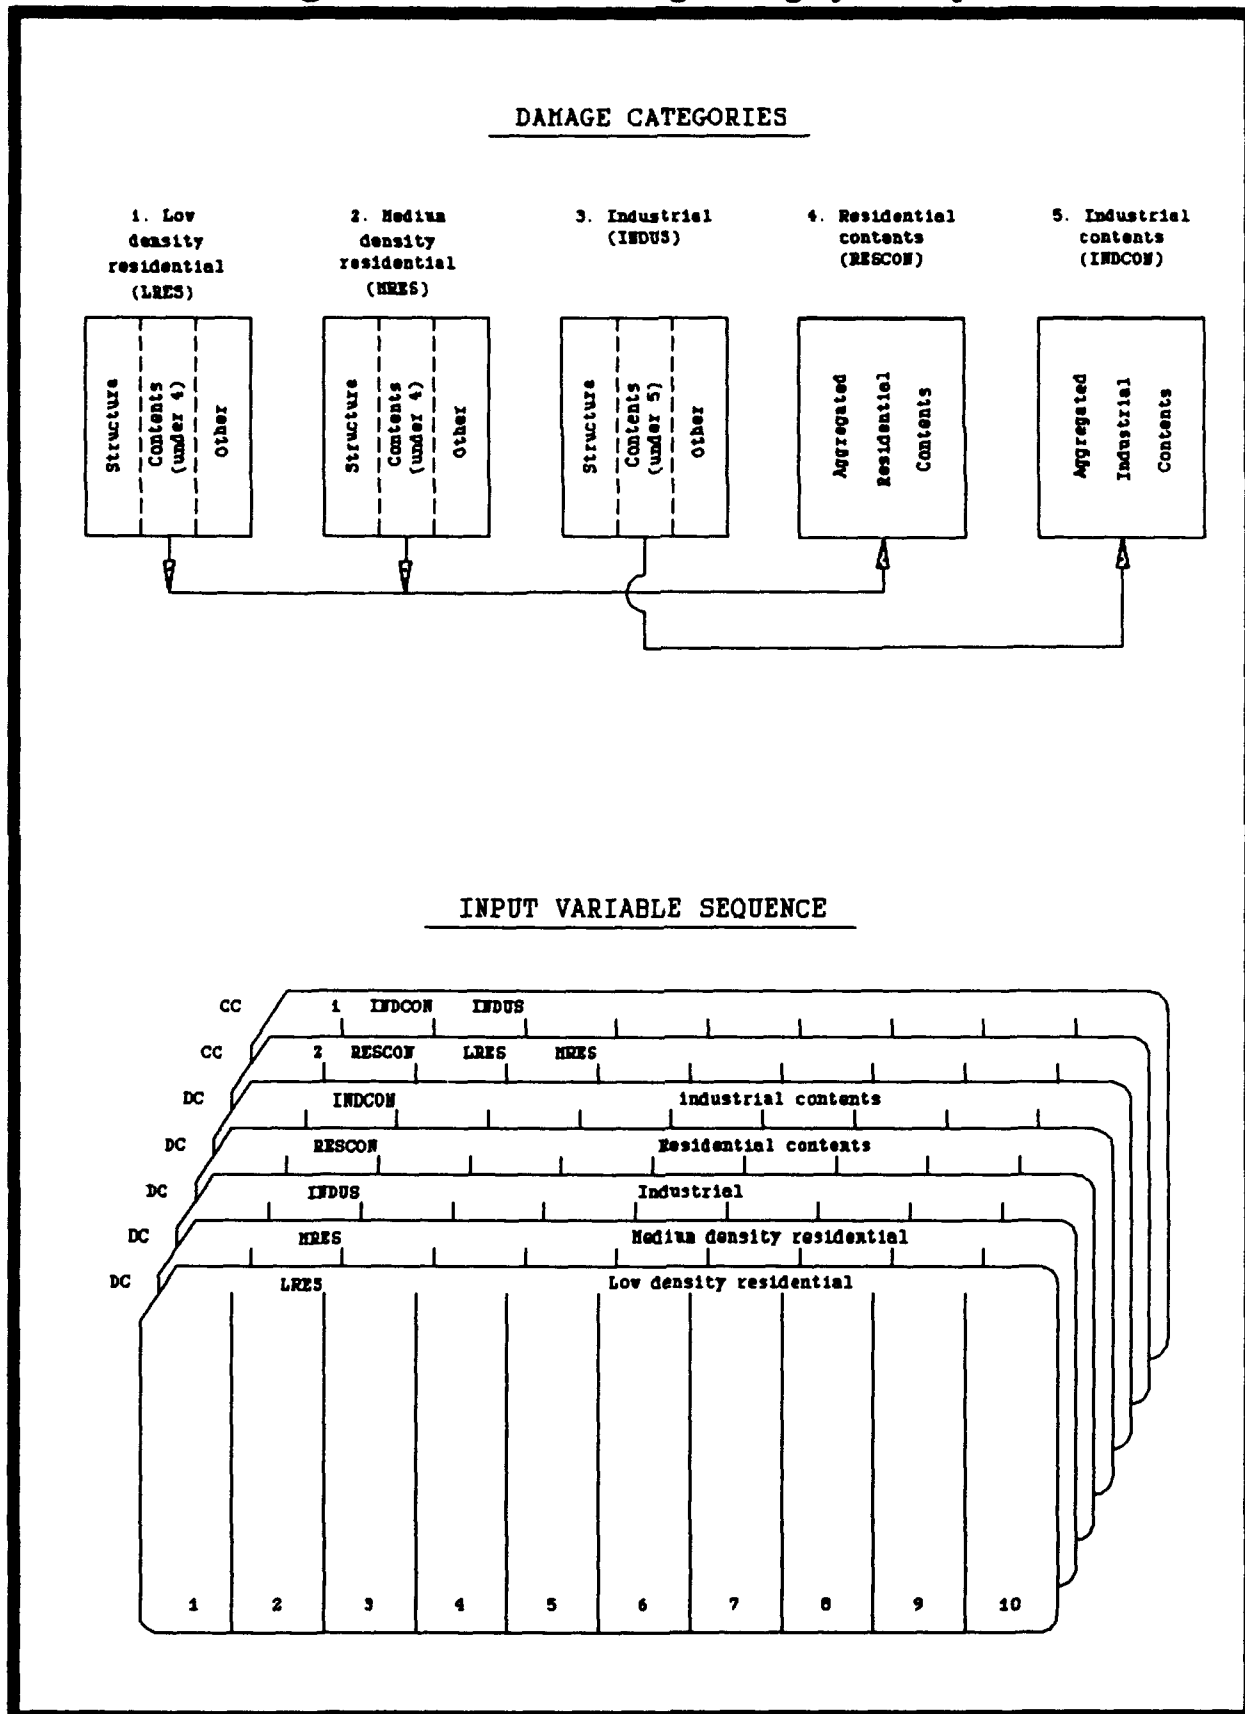 DAMAGE CATEGORIES
1. Low
density
residential
(LRES)
2. Medium
density
residential
(MRES)
3. Industrial
(INDUS)
4. Residential
contents
(RESCON)
5. Industrial
contents
(INDCON)
Structure
Contents
(under 4)
Other
Structure
Contents
(under 4)
Other
Structure
Contents
(under 5)
Other
Aggregated
Residential
Contents
Aggregated
Industrial
Contents
INPUT VARIABLE SEQUENCE
CC 1 INDCON INDUS
CC 2 RESCON LRES MRES
DC INDCON industrial contents
DC RESCON Residential contexts
DC INDUS Industrial
DC MRES Medium density residential
DC LRES Low density residential
1 2 3 4 5 6 7 8 9 10